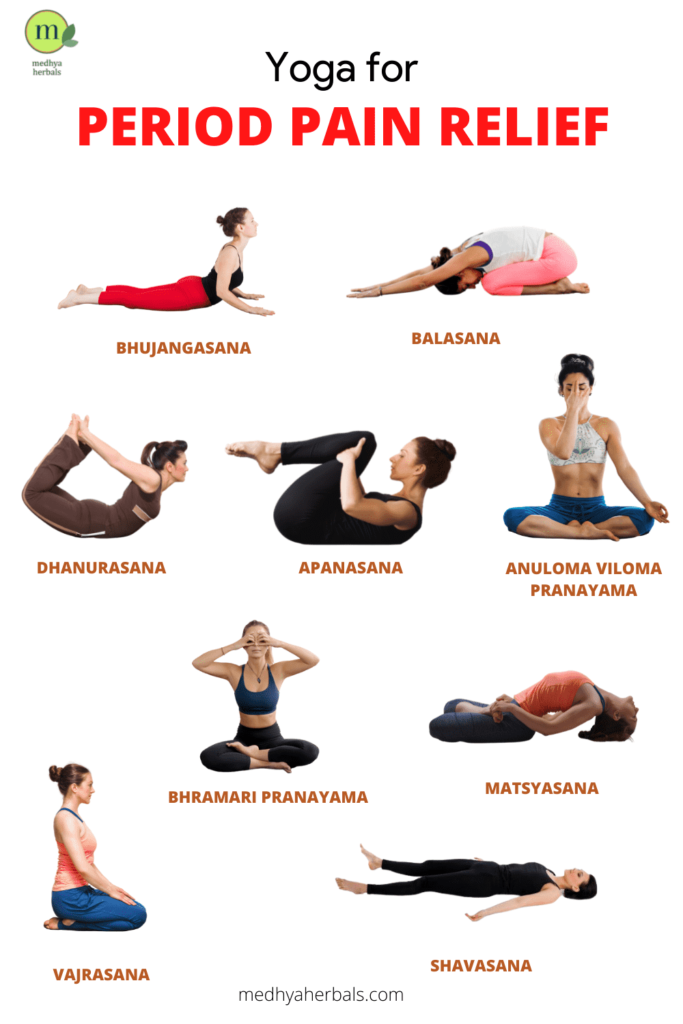 m
medhya
herbals
Yoga for
PERIOD PAIN RELIEF
BHUJANGASANA
BALASANA
DHANURASANA
APANASANA
ANULOMA VILOMA
PRANAYAMA
BHRAMARI PRANAYAMA
MATSYASANA
VAJRASANA
SHAVASANA
medhyaherbals.com